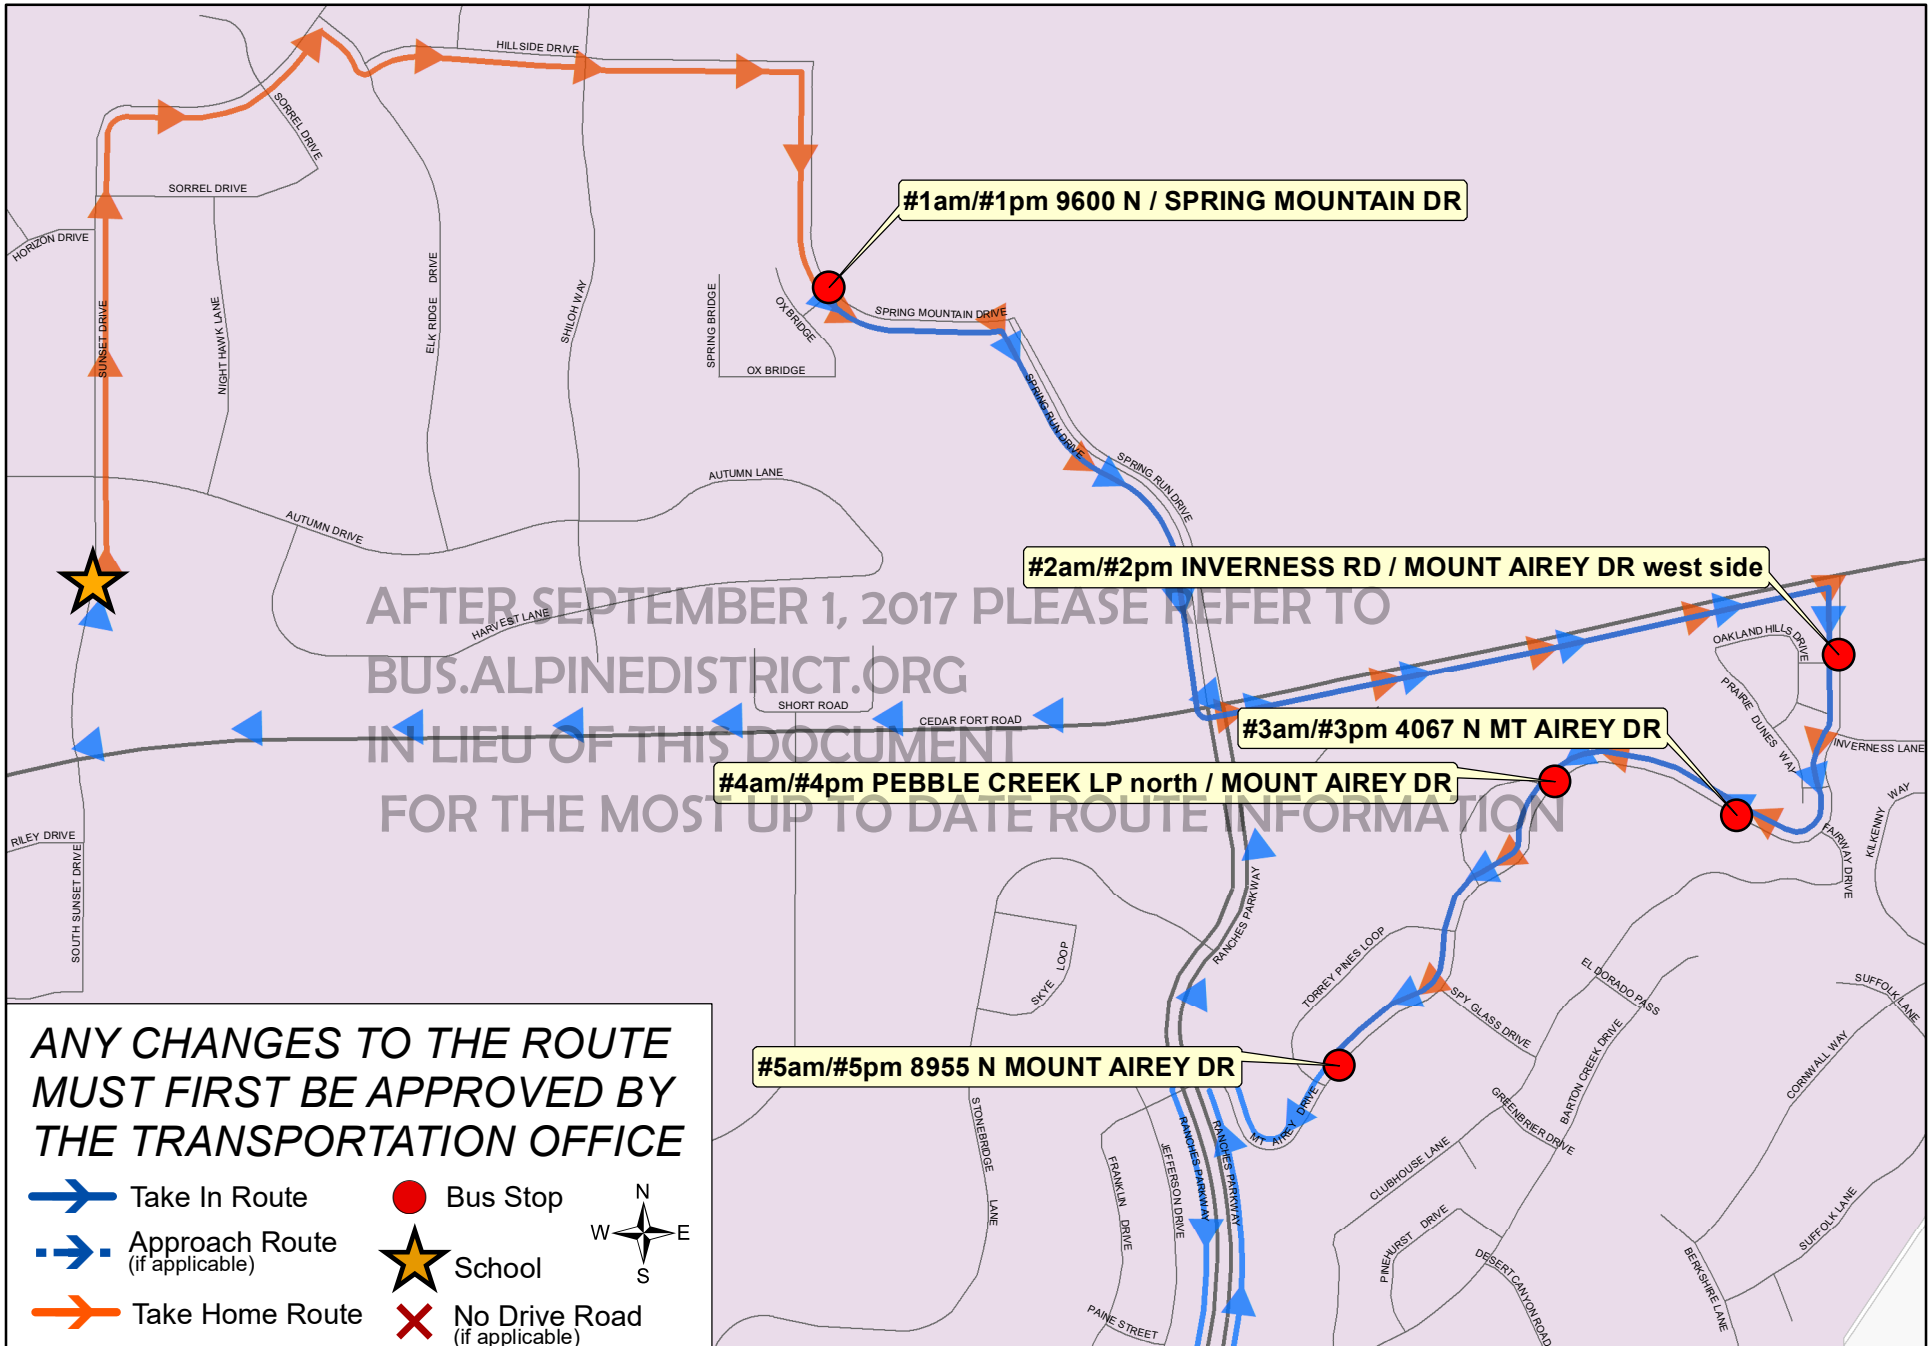 HILLSIDE DRIVE
SORREL DRIVE
SORREL DRIVE
#1am/#1pm 9600 N / SPRING MOUNTAIN DR
HORIZON DRIVE
SUNSET DRIVE
NIGHT HAWK LANE
ELK RIDGE DRIVE
SHILOH WAY
SPRING BRIDGE
OX BRIDGE
OX BRIDGE
SPRING MOUNTAIN DRIVE
SPRING RUN DRIVE
SPRING RUN DRIVE
AUTUMN LANE
AUTUMN DRIVE
#2am/#2pm INVERNESS RD / MOUNT AIREY DR west side
AFTER SEPTEMBER 1, 2017 PLEASE REFER TO
HARVEST LANE
BUS.ALPINEDISTRICT.ORG
OAKLAND HILLS DRIVE
PRAIRIE DUNES WAY
SHORT ROAD
CEDAR FORT ROAD
IN LIEU OF THIS DOCUMENT
#3am/#3pm 4067 N MT AIREY DR
INVERNESS LANE
#4am/#4pm PEBBLE CREEK LP north / MOUNT AIREY DR
FOR THE MOST UP TO DATE ROUTE INFORMATION
KILKENNY WAY
FAIRWAY DRIVE
RILEY DRIVE
SOUTH SUNSET DRIVE
RANCHES PARKWAY
SKYE LOOP
TORREY PINES LOOP
SPY GLASS DRIVE
EL DORADO PASS
SUFFOLK LANE
BARTON CREEK DRIVE
CORNWALL WAY
#5am/#5pm 8955 N MOUNT AIREY DR
MT AIREY DRIVE
GREENBRIER DRIVE
STONEBRIDGE LANE
FRANKLIN DRIVE
JEFFERSON DRIVE
RANCHES PARKWAY
RANCHES PARKWAY
CLUBHOUSE LANE
PINEHURST DRIVE
DESERT CANYON ROAD
SUFFOLK LANE
BERKSHIRE LANE
PAINE STREET
ANY CHANGES TO THE ROUTE
MUST FIRST BE APPROVED BY
THE TRANSPORTATION OFFICE
Take In Route
Bus Stop
Approach Route
(if applicable)
School
Take Home Route
No Drive Road
(if applicable)
N
W
E
S